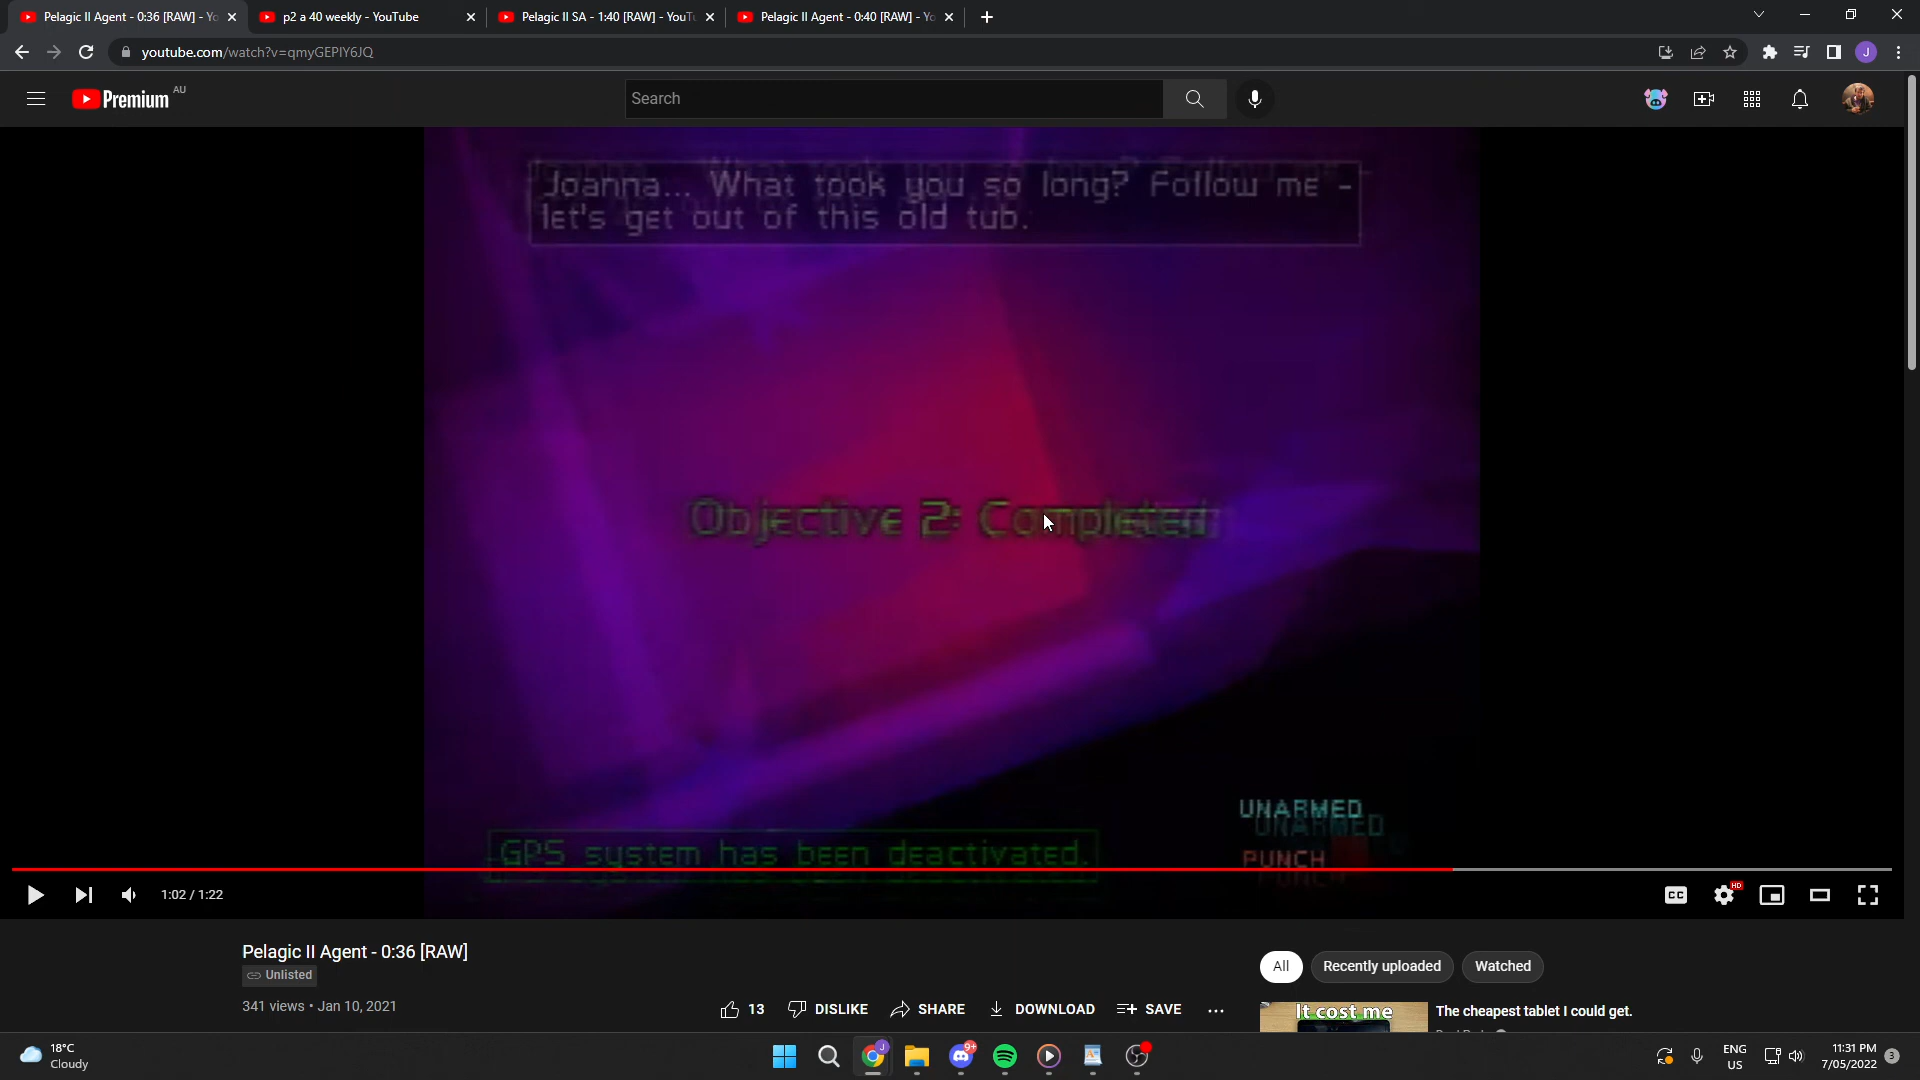 Pelagic II Agent - 0:36 [RAW] - Yo
p2 a 40 weekly - YouTube
Pelagic II SA - 1:40 [RAW] - YouTu
Pelagic II Agent - 0:40 [RAW] - Yo
youtube.com/watch?v=qmyGEPIY6JQ
J
Premium AU
Search
Joanna... What took you so long? Follow me -
let's get out of this old tub.
Objective 2: Completed
UNARMED
PUNCH
GPS system has been deactivated.
1:02 / 1:22
CC
HD
Pelagic II Agent - 0:36 [RAW]
Unlisted
341 views • Jan 10, 2021
13
DISLIKE
SHARE
DOWNLOAD
SAVE
All
Recently uploaded
Watched
It cost me
The cheapest tablet I could get.
18°C
Cloudy
J
9+
ENG
US
11:31 PM
7/05/2022
3